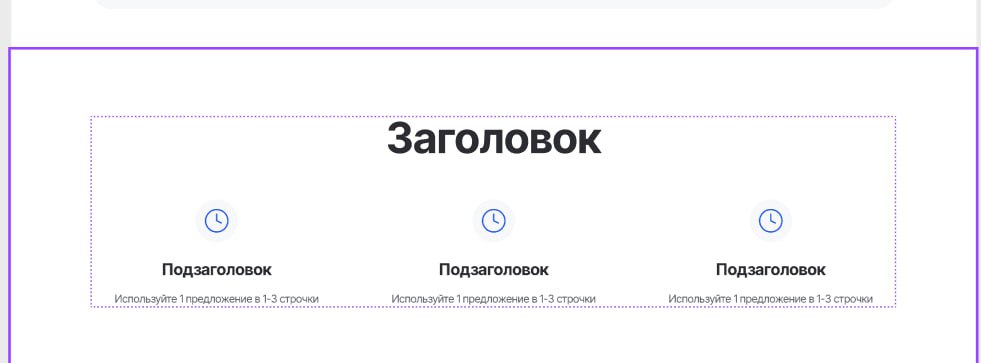 Заголовок
Подзаголовок
Используйте 1 предложение в 1-3 строчки
Подзаголовок
Используйте 1 предложение в 1-3 строчки
Подзаголовок
Используйте 1 предложение в 1-3 строчки